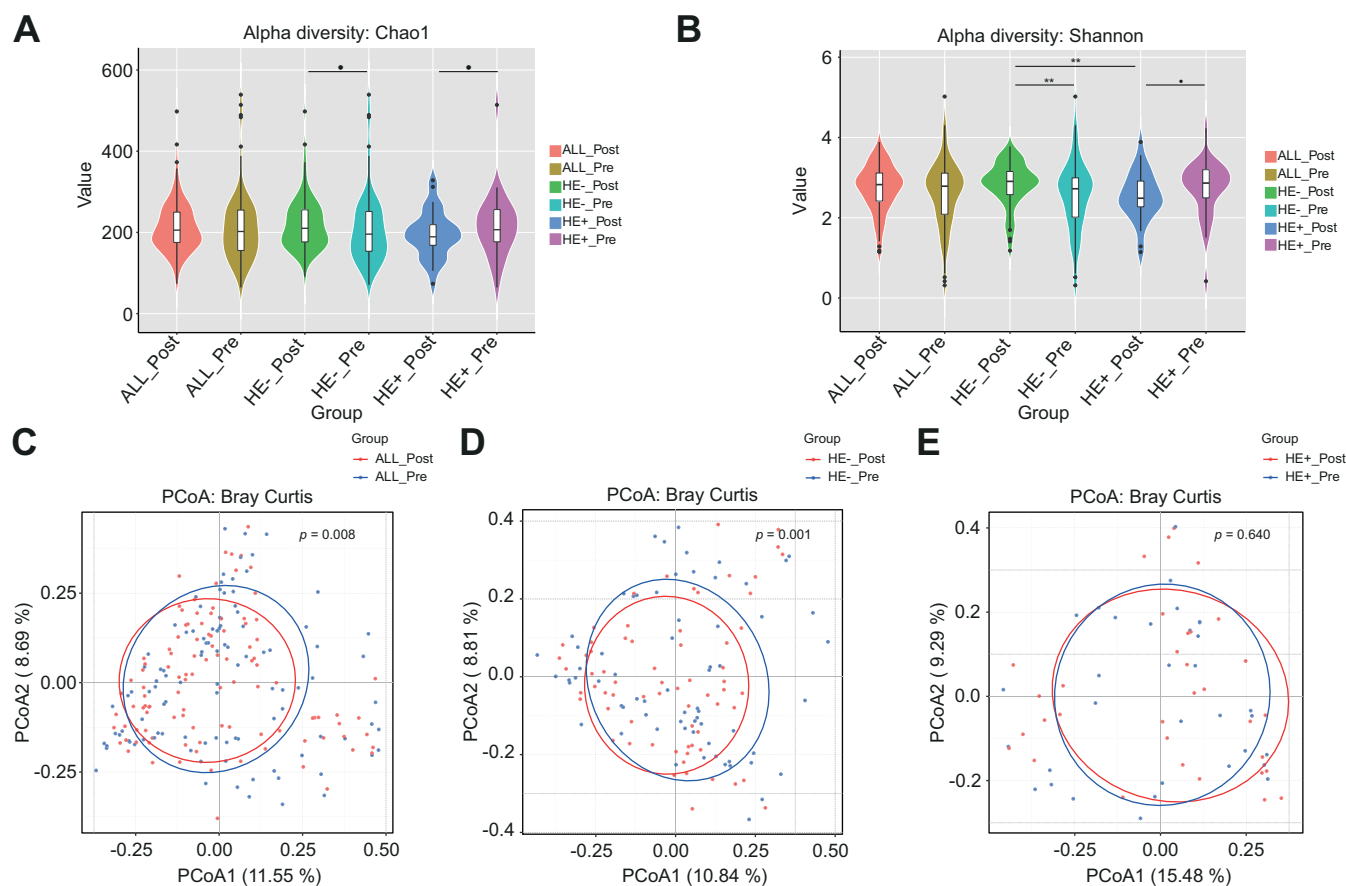 A
Alpha diversity: Chao1
600
400
200
0
Value
ALL_Post
ALL_Pre
HE-_Post
HE-_Pre
HE+_Post
HE+_Pre
Group
ALL_Post
ALL_Pre
HE-_Post
HE-_Pre
HE+_Post
HE+_Pre
B
Alpha diversity: Shannon
6
4
2
0
Value
**
**
*
ALL_Post
ALL_Pre
HE-_Post
HE-_Pre
HE+_Post
HE+_Pre
Group
ALL_Post
ALL_Pre
HE-_Post
HE-_Pre
HE+_Post
HE+_Pre
C
Group
ALL_Post
ALL_Pre
PCoA: Bray Curtis
p = 0.008
0.25
0.00
-0.25
PCoA2 ( 8.69 %)
-0.25
0.00
0.25
0.50
PCoA1 (11.55 %)
D
Group
HE-_Post
HE-_Pre
PCoA: Bray Curtis
p = 0.001
0.4
0.2
0.0
-0.2
-0.4
PCoA2 ( 8.81 %)
-0.25
0.00
0.25
0.50
PCoA1 (10.84 %)
E
Group
HE+_Post
HE+_Pre
PCoA: Bray Curtis
p = 0.640
0.4
0.2
0.0
-0.2
PCoA2 ( 9.29 %)
-0.25
0.00
0.25
PCoA1 (15.48 %)